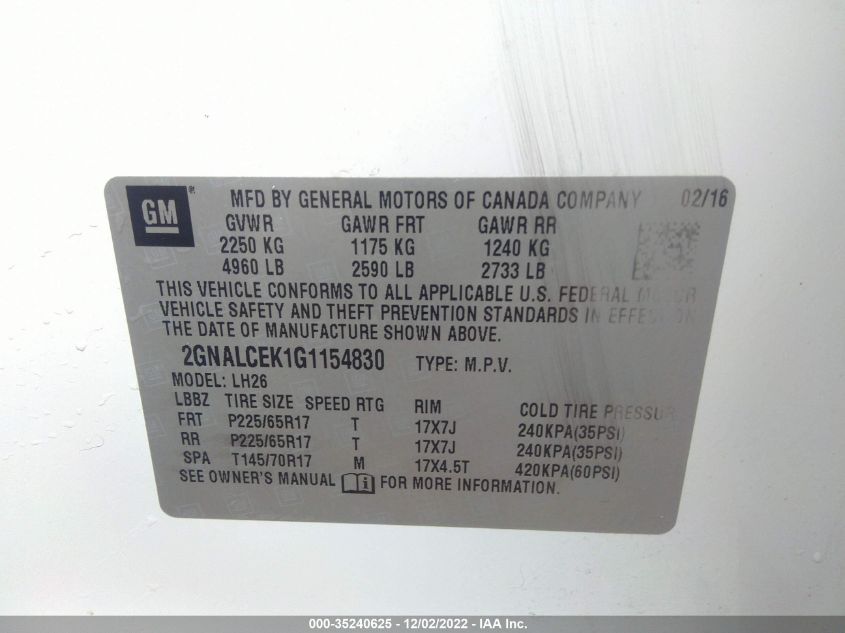 GM ® MFD BY GENERAL MOTORS OF CANADA COMPANY 02/16
GVWR GAWR FRT GAWR RR
2250 KG 1175 KG 1240 KG
4960 LB 2590 LB 2733 LB
THIS VEHICLE CONFORMS TO ALL APPLICABLE U.S. FEDERAL MOTOR
VEHICLE SAFETY AND THEFT PREVENTION STANDARDS IN EFFECT ON
THE DATE OF MANUFACTURE SHOWN ABOVE.
2GNALCEK1G1154830 TYPE: M.P.V.
MODEL: LH26
LBBZ TIRE SIZE SPEED RTG RIM COLD TIRE PRESSUR
FRT P225/65R17 T 17X7J 240KPA(35PSI)
RR P225/65R17 T 17X7J 240KPA(35PSI)
SPA T145/70R17 M 17X4.5T 420KPA(60PSI)
SEE OWNER'S MANUAL i FOR MORE INFORMATION.
000-35240625 - 12/02/2022 - IAA Inc.